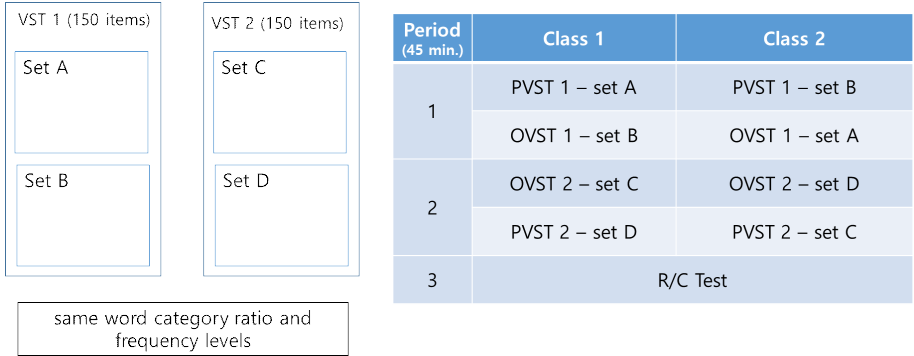 VST 1 (150 items)
Set A
Set B
VST 2 (150 items)
Set C
Set D
same word category ratio and
frequency levels
Period
(45 min.)
Class 1
Class 2
1
PVST 1 – set A
PVST 1 – set B
OVST 1 – set B
OVST 1 – set A
2
OVST 2 – set C
OVST 2 – set D
PVST 2 – set D
PVST 2 – set C
3
R/C Test